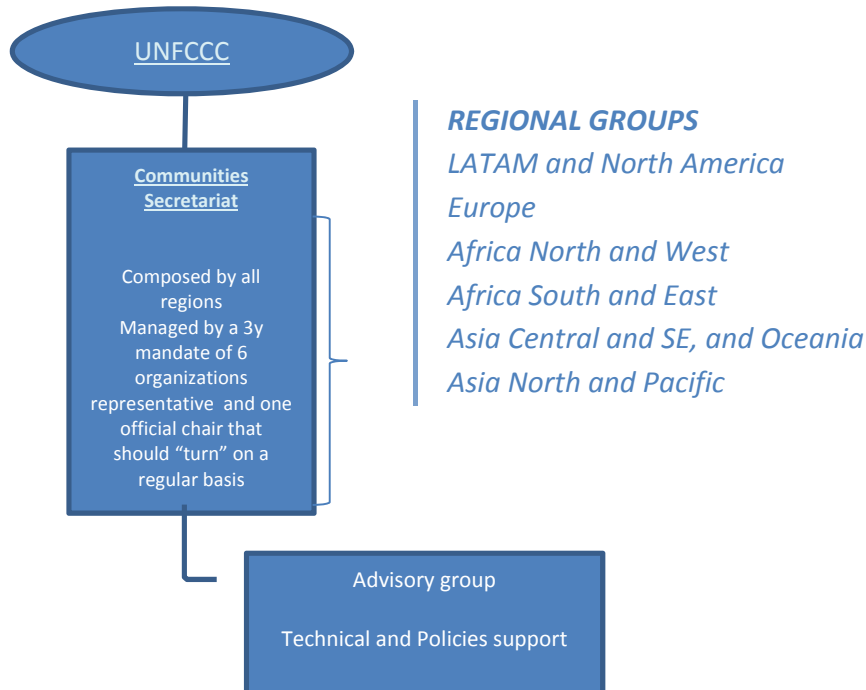 UNFCCC
Communities
Secretariat
Composed by all
regions
Managed by a 3y
mandate of 6
organizations
representative and one
official chair that
should “turn” on a
regular basis
REGIONAL GROUPS
LATAM and North America
Europe
Africa North and West
Africa South and East
Asia Central and SE, and Oceania
Asia North and Pacific
Advisory group
Technical and Policies support